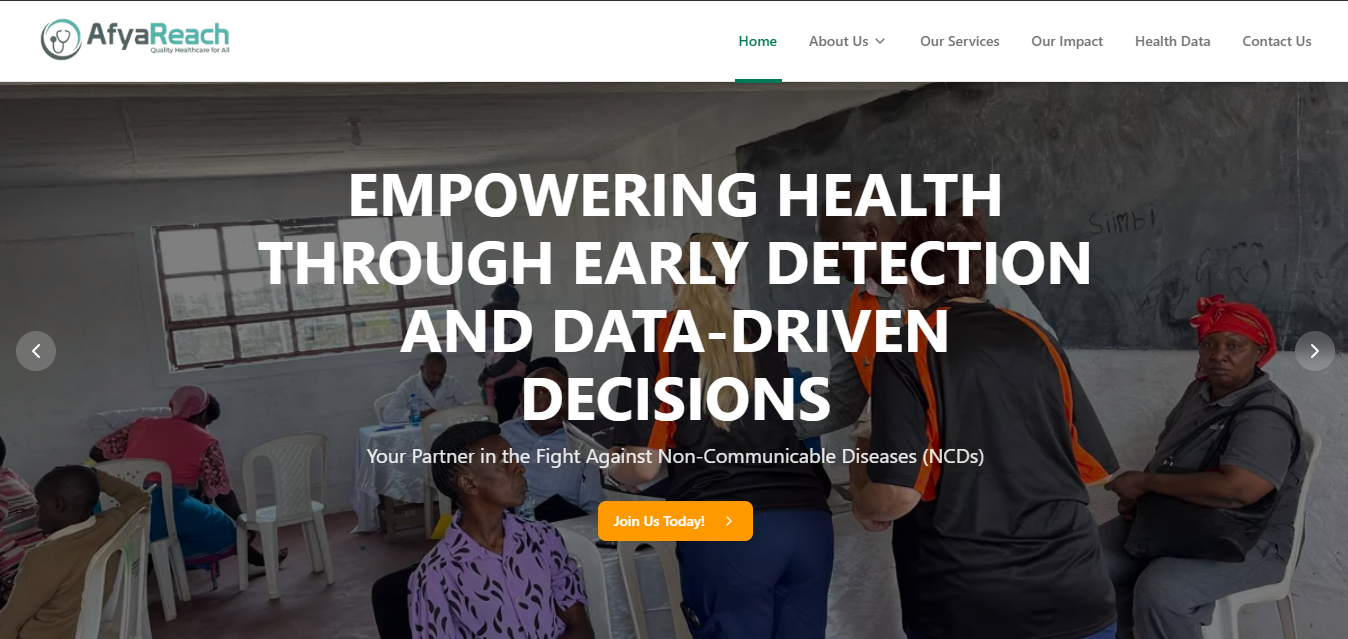 AfyaReach
Quality Healthcare for All
Home
About Us
Our Services
Our Impact
Health Data
Contact Us
Siimbi
EMPOWERING HEALTH
THROUGH EARLY DETECTION
AND DATA-DRIVEN
DECISIONS
Your Partner in the Fight Against Non-Communicable Diseases (NCDs)
Join Us Today!